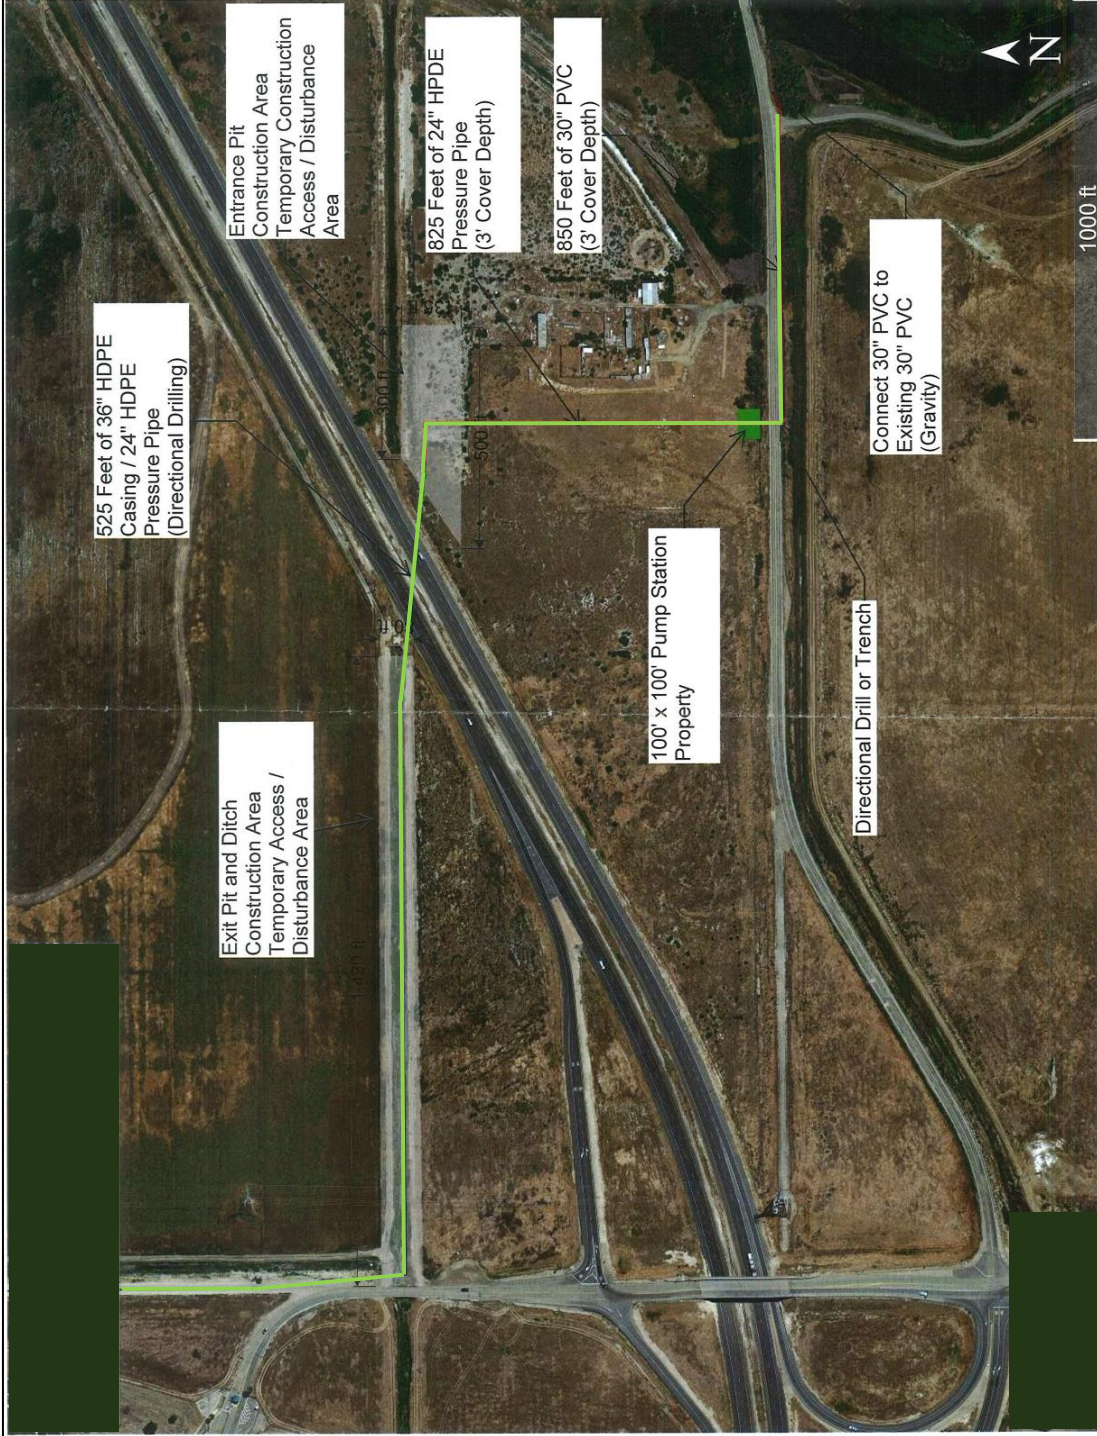 525 Feet of 36" HDPE
Casing / 24" HDPE
Pressure Pipe
(Directional Drilling)
Exit Pit and Ditch
Construction Area
Temporary Access /
Disturbance Area
Entrance Pit
Construction Area
Temporary Construction
Access / Disturbance
Area
300 ft
0 ft
825 Feet of 24" HPDE
Pressure Pipe
(3' Cover Depth)
500
850 Feet of 30" PVC
(3' Cover Depth)
100' x 100' Pump Station
Property
Directional Drill or Trench
Connect 30" PVC to
Existing 30" PVC
(Gravity)
N
1000 ft